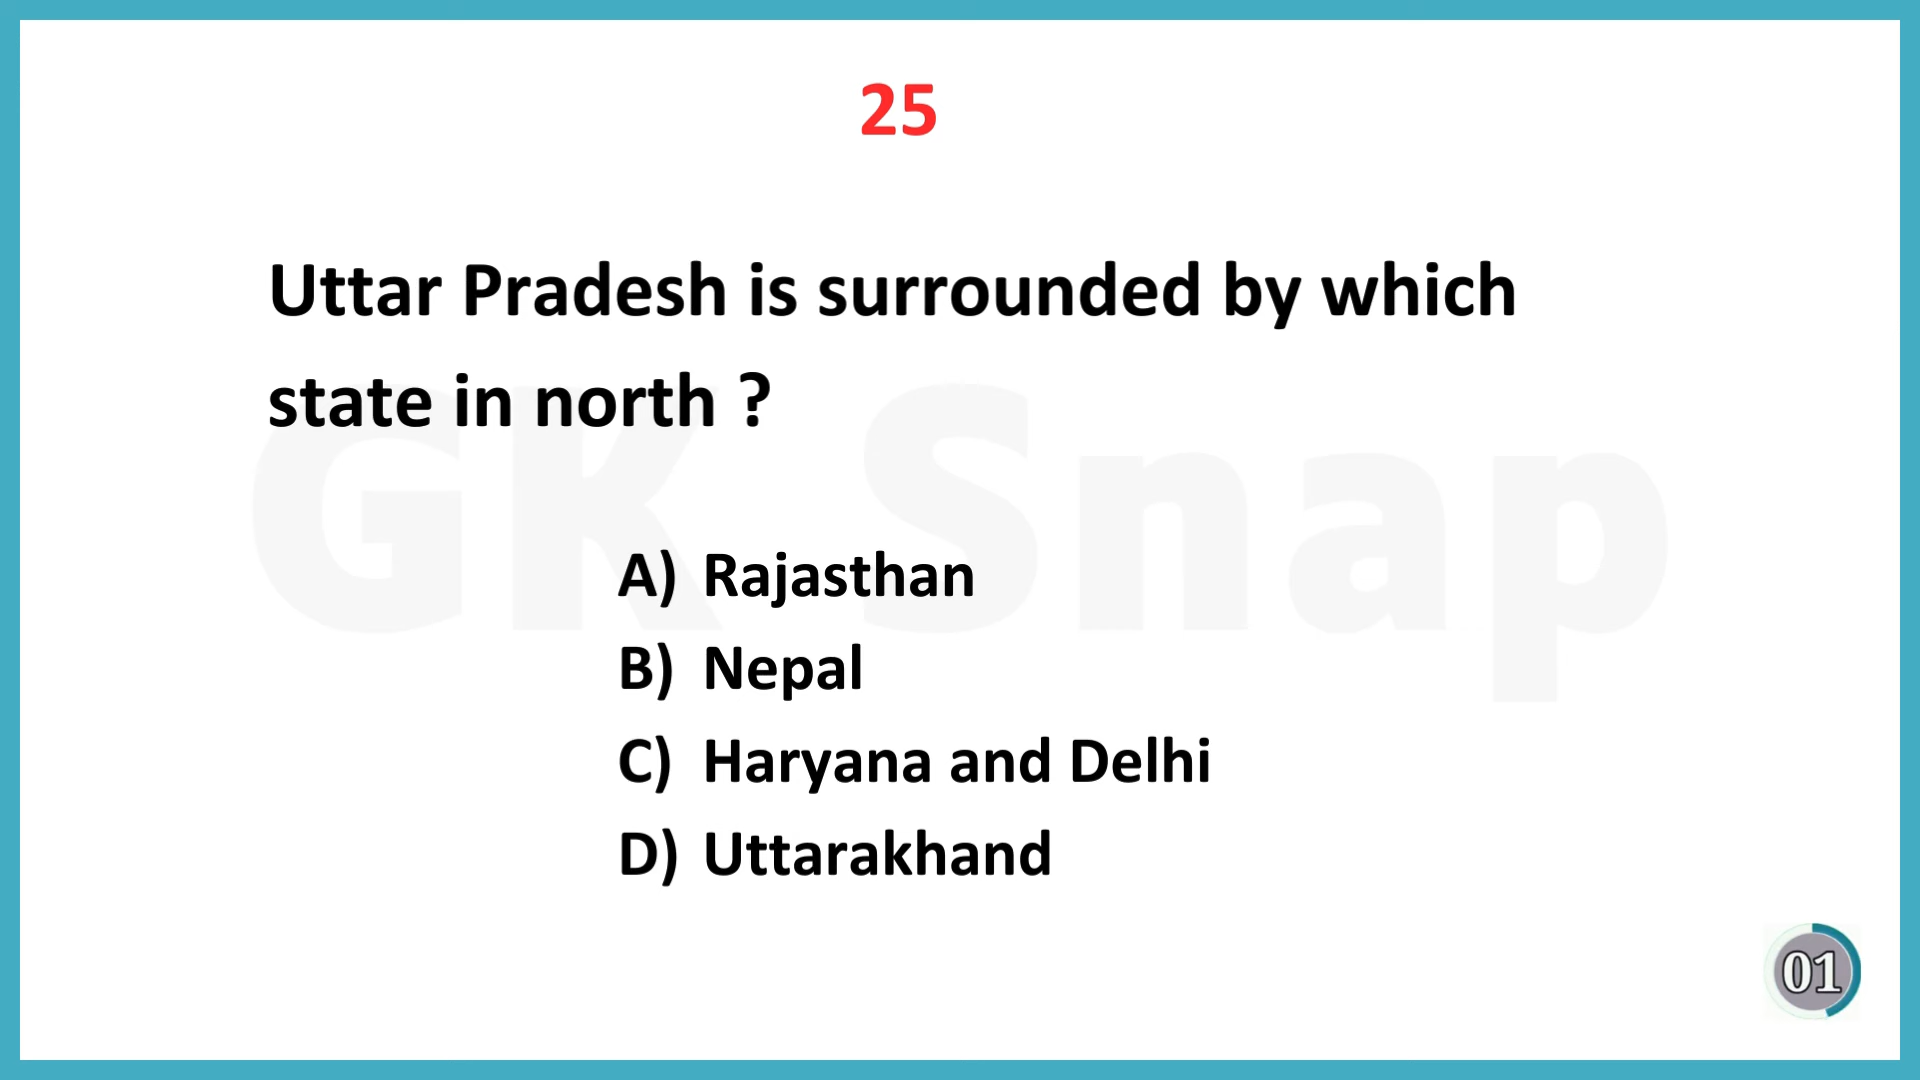 25
Uttar Pradesh is surrounded by which
state in north ?
GK Snap
A) Rajasthan
B) Nepal
C) Haryana and Delhi
D) Uttarakhand
01